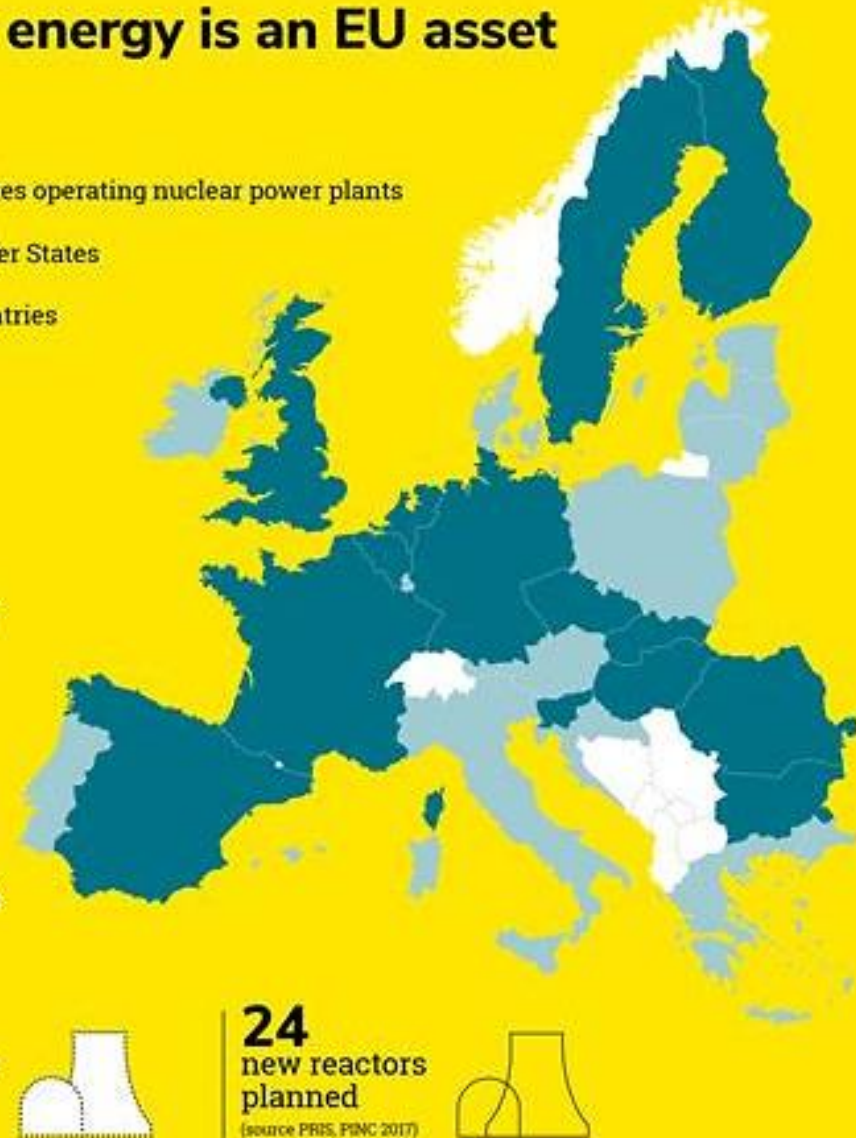 energy is an EU asset
es operating nuclear power plants
er States
tries
24
new reactors
planned
(source PRIS, PINC 2017)